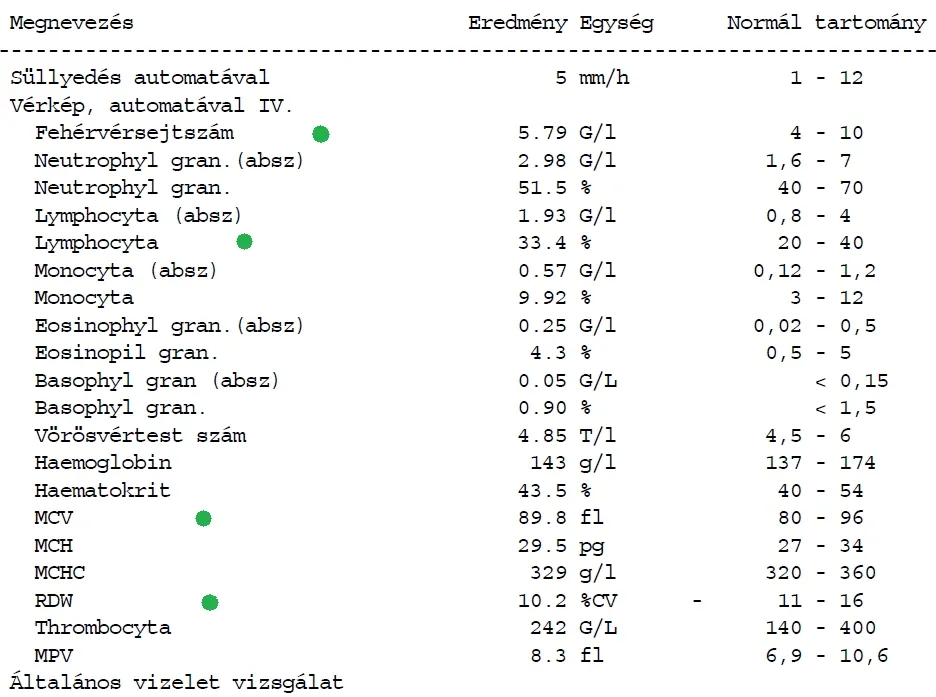 Megnevezés Eredmény Egység Normál tartomány
--------------------------------------------------------------------------
Süllyedés automatával 5 mm/h 1 - 12
Vérkép, automatával IV.
Fehérvérsejtszám 5.79 G/l 4 - 10
Neutrophyl gran.(absz) 2.98 G/l 1,6 - 7
Neutrophyl gran. 51.5 % 40 - 70
Lymphocyta (absz) 1.93 G/l 0,8 - 4
Lymphocyta 33.4 % 20 - 40
Monocyta (absz) 0.57 G/l 0,12 - 1,2
Monocyta 9.92 % 3 - 12
Eosinophyl gran.(absz) 0.25 G/l 0,02 - 0,5
Eosinopil gran. 4.3 % 0,5 - 5
Basophyl gran (absz) 0.05 G/L < 0,15
Basophyl gran. 0.90 % < 1,5
Vörösvértest szám 4.85 T/l 4,5 - 6
Haemoglobin 143 g/l 137 - 174
Haematokrit 43.5 % 40 - 54
MCV 89.8 fl 80 - 96
MCH 29.5 pg 27 - 34
MCHC 329 g/l 320 - 360
RDW 10.2 %CV - 11 - 16
Thrombocyta 242 G/L 140 - 400
MPV 8.3 fl 6,9 - 10,6
Általános vizelet vizsgálat